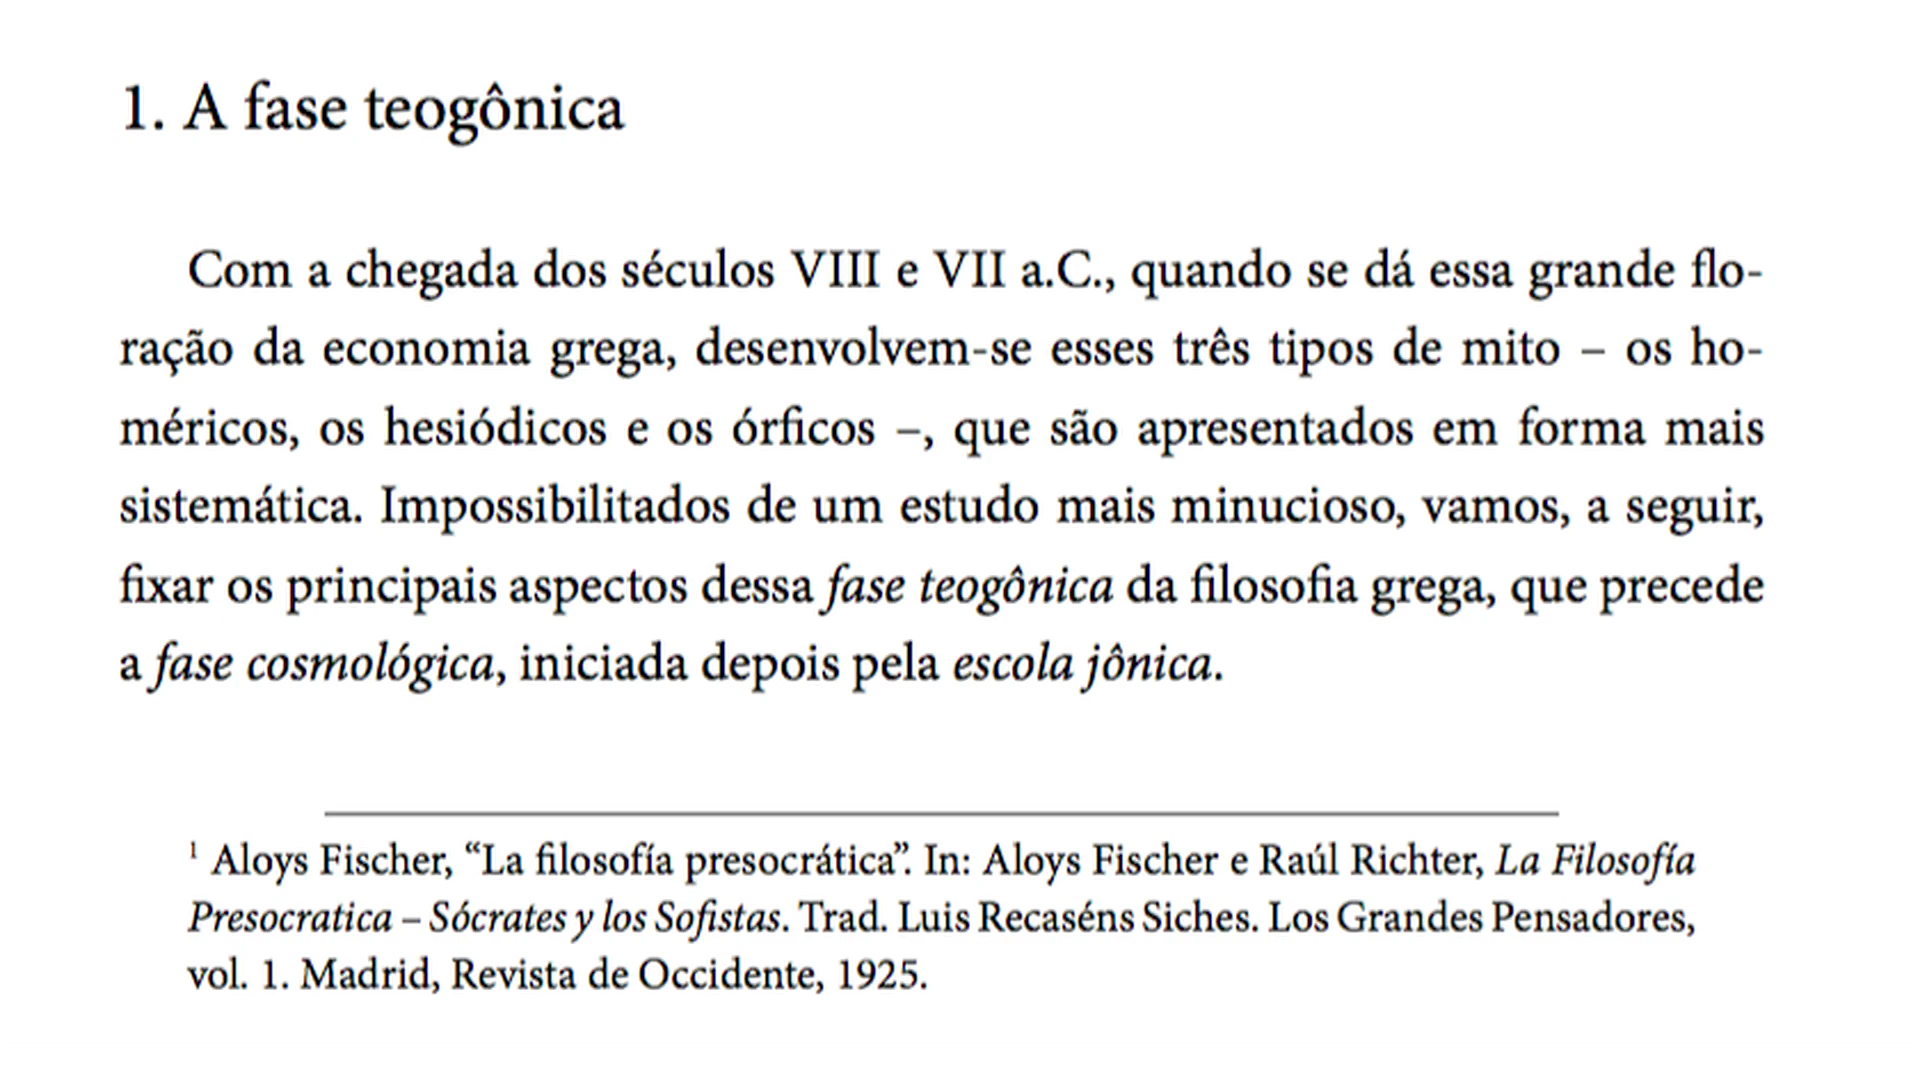 1. A fase teogônica
Com a chegada dos séculos VIII e VII a.C., quando se dá essa grande flo-
ração da economia grega, desenvolvem-se esses três tipos de mito – os ho-
méricos, os hesiódicos e os órficos –, que são apresentados em forma mais
sistemática. Impossibilitados de um estudo mais minucioso, vamos, a seguir,
fixar os principais aspectos dessa fase teogônica da filosofia grega, que precede
a fase cosmológica, iniciada depois pela escola jônica.
¹ Aloys Fischer, “La filosofía presocrática”. In: Aloys Fischer e Raúl Richter, La Filosofía
Presocratica – Sócrates y los Sofistas. Trad. Luis Recaséns Siches. Los Grandes Pensadores,
vol. 1. Madrid, Revista de Occidente, 1925.